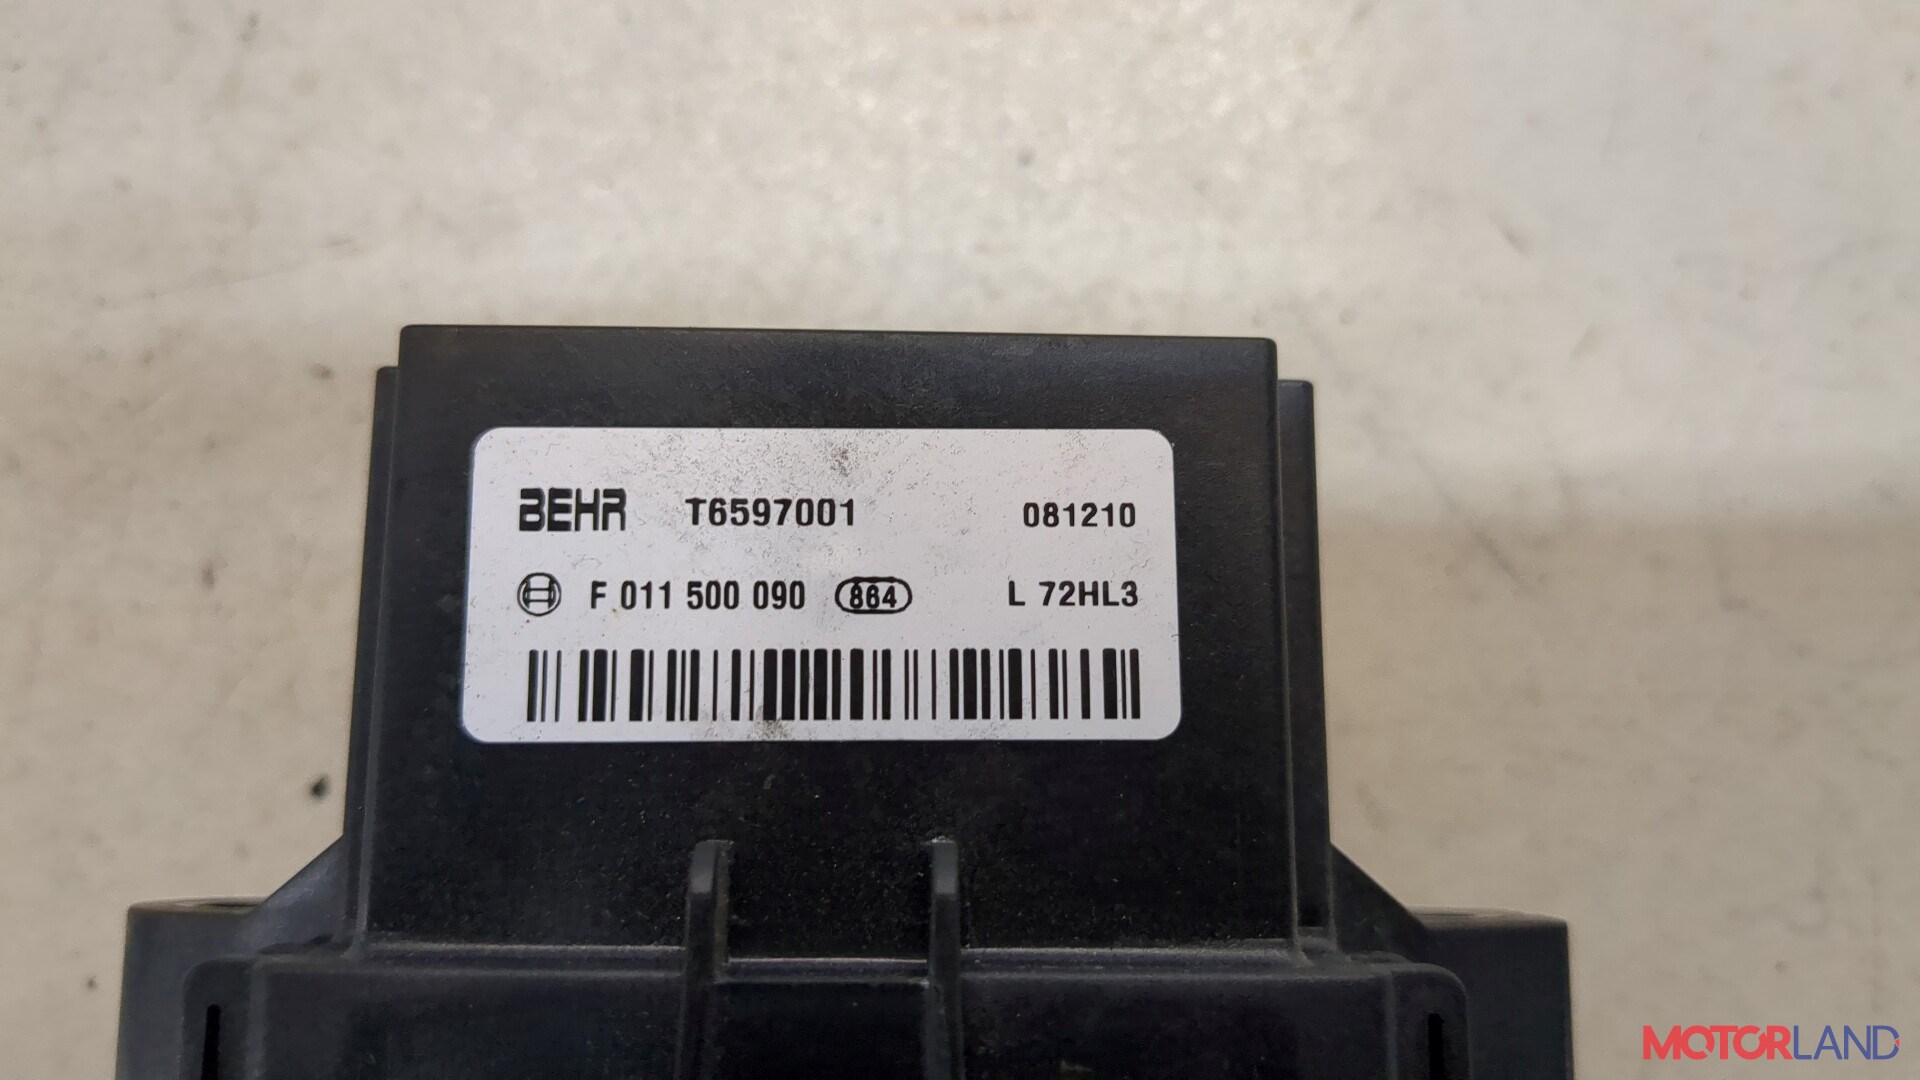 BEHR T6597001 081210
F 011 500 090 864 L 72HL3
MOTORLAND